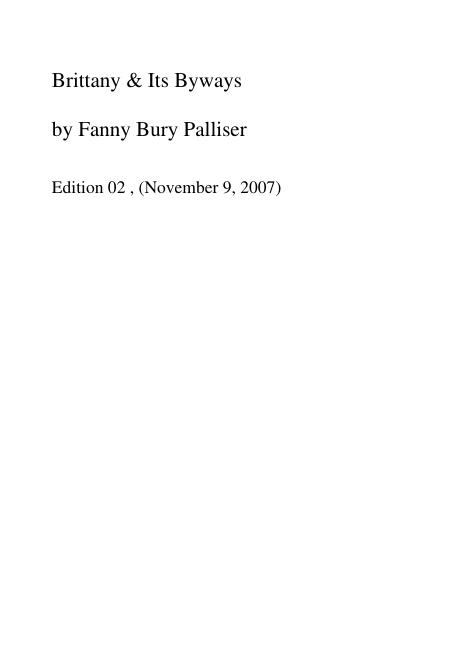 Brittany & Its Byways
by Fanny Bury Palliser
Edition 02 , (November 9, 2007)